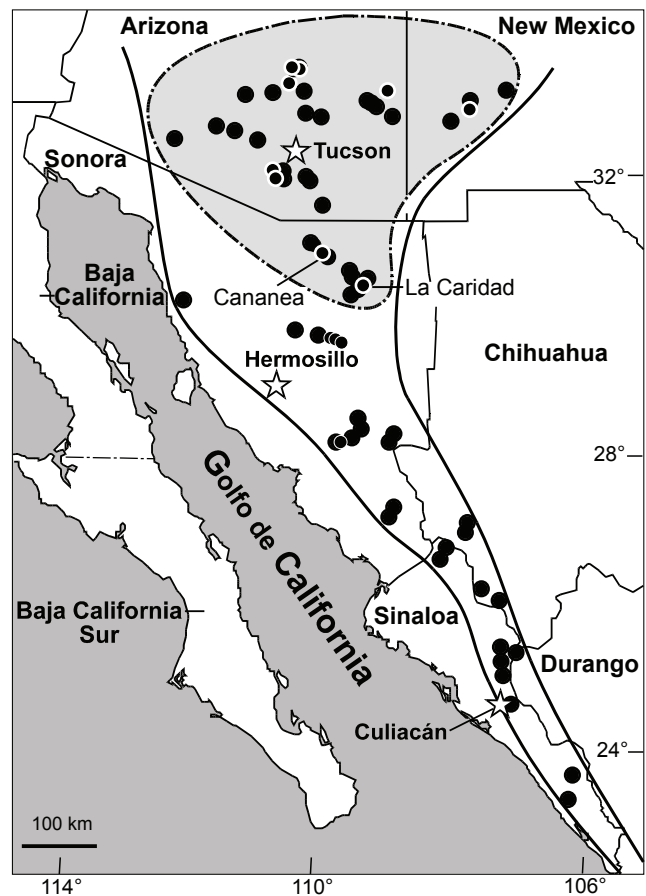 Arizona
New Mexico
Tucson
Sonora
32°
Baja
California
Cananea
La Caridad
Hermosillo
Chihuahua
28°
Golfo de California
Baja California
Sur
Sinaloa
Durango
Culiacán
24°
100 km
114°
110°
106°